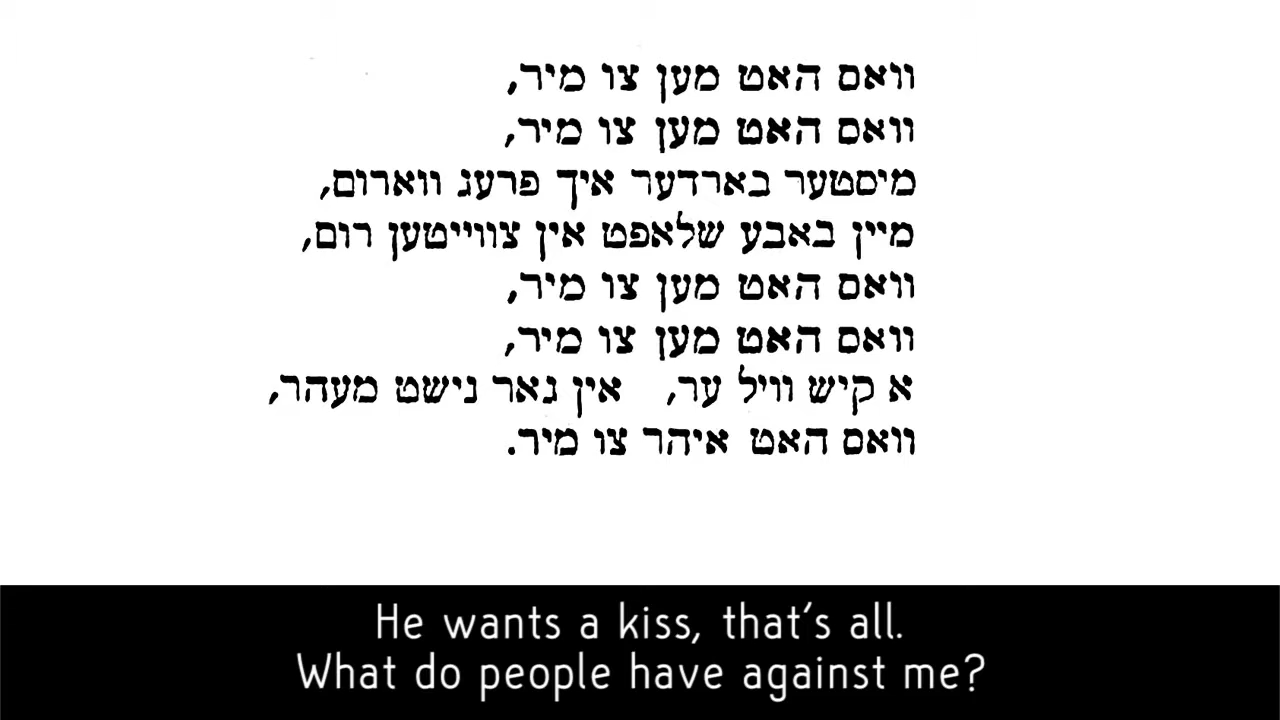 וואס האט מען צו מיר,
וואס האט מען צו מיר,
מיסטער בארדער איך פרעג ווארום,
מיין באבע שלאפט אין צווייטען רום,
וואס האט מען צו מיר,
וואס האט מען צו מיר,
א קיש וויל ער, אין גאר נישט מעהר,
וואס האט איהר צו מיר.
He wants a kiss, that's all.
What do people have against me?